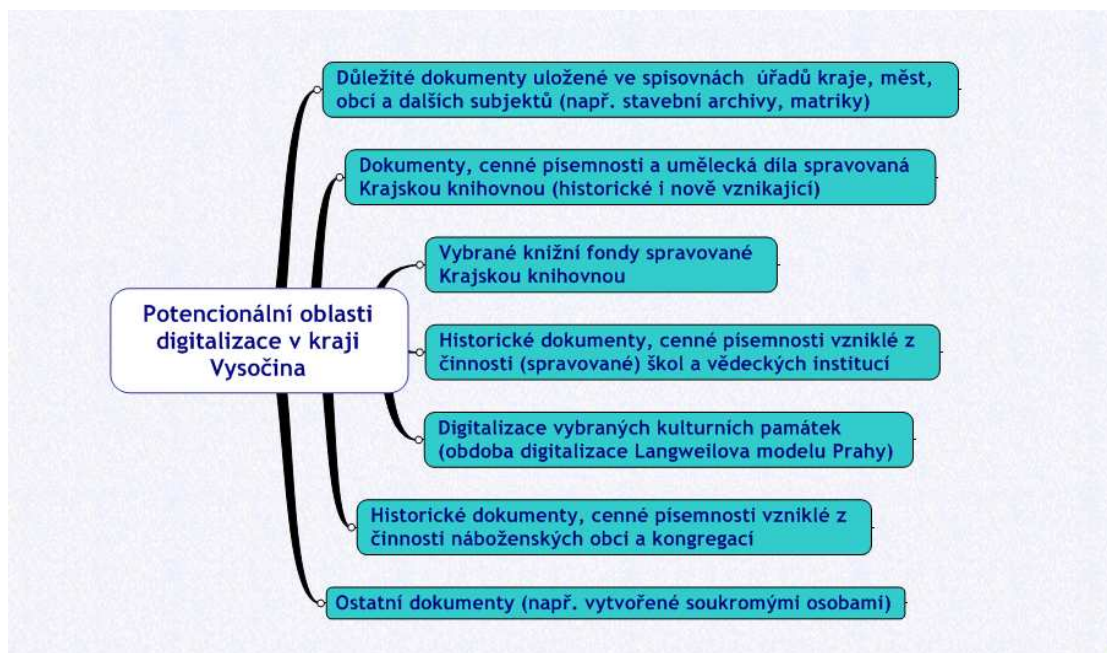 Důležité dokumenty uložené ve spisovnách úřadů kraje, měst,
obcí a dalších subjektů (např. stavební archivy, matriky)
Dokumenty, cenné písemnosti a umělecká díla spravovaná
Krajskou knihovnou (historické i nově vznikající)
Vybrané knižní fondy spravované
Krajskou knihovnou
Potencionální oblasti
digitalizace v kraji
Vysočina
Historické dokumenty, cenné písemnosti vzniklé z
činnosti (spravované) škol a vědeckých institucí
Digitalizace vybraných kulturních památek
(obdoba digitalizace Langweilova modelu Prahy)
Historické dokumenty, cenné písemnosti vzniklé z
činnosti náboženských obcí a kongregací
Ostatní dokumenty (např. vytvořené soukromými osobami)